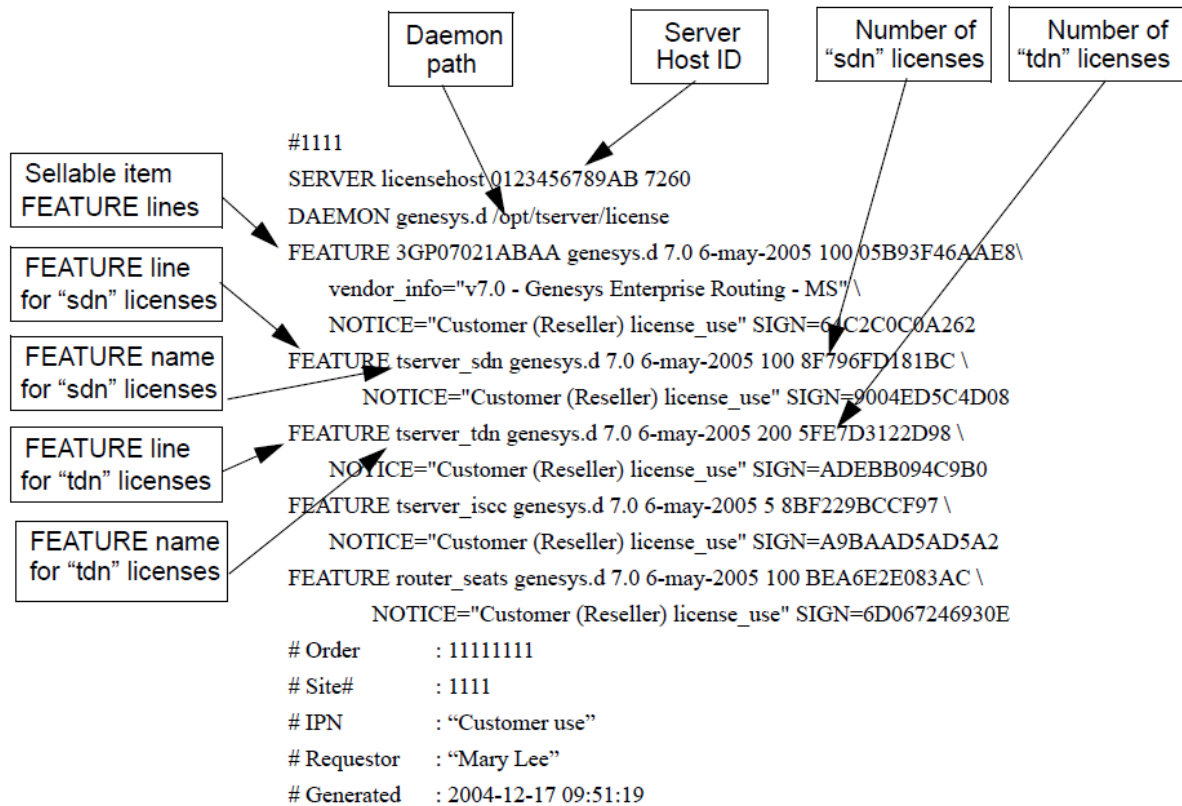 Daemon
path
Server
Host ID
Number of
“sdn” licenses
Number of
“tdn” licenses
Sellable item
FEATURE lines
FEATURE line
for “sdn” licenses
FEATURE name
for “sdn” licenses
FEATURE line
for “tdn” licenses
FEATURE name
for “tdn” licenses
#1111
SERVER licensehost 0123456789AB 7260
DAEMON genesys.d /opt/tserver/license
FEATURE 3GP07021ABAA genesys.d 7.0 6-may-2005 100 05B93F46AAE8\
vendor_info="v7.0 - Genesys Enterprise Routing - MS" \
NOTICE="Customer (Reseller) license_use" SIGN=64C2C0C0A262
FEATURE tserver_sdn genesys.d 7.0 6-may-2005 100 8F796FD181BC \
NOTICE="Customer (Reseller) license_use" SIGN=9004ED5C4D08
FEATURE tserver_tdn genesys.d 7.0 6-may-2005 200 5FE7D3122D98 \
NOTICE="Customer (Reseller) license_use" SIGN=ADEBB094C9B0
FEATURE tserver_iscc genesys.d 7.0 6-may-2005 5 8BF229BCCF97 \
NOTICE="Customer (Reseller) license_use" SIGN=A9BAAD5AD5A2
FEATURE router_seats genesys.d 7.0 6-may-2005 100 BEA6E2E083AC \
NOTICE="Customer (Reseller) license_use" SIGN=6D067246930E
# Order : 11111111
# Site# : 1111
# IPN : “Customer use”
# Requestor : “Mary Lee”
# Generated : 2004-12-17 09:51:19